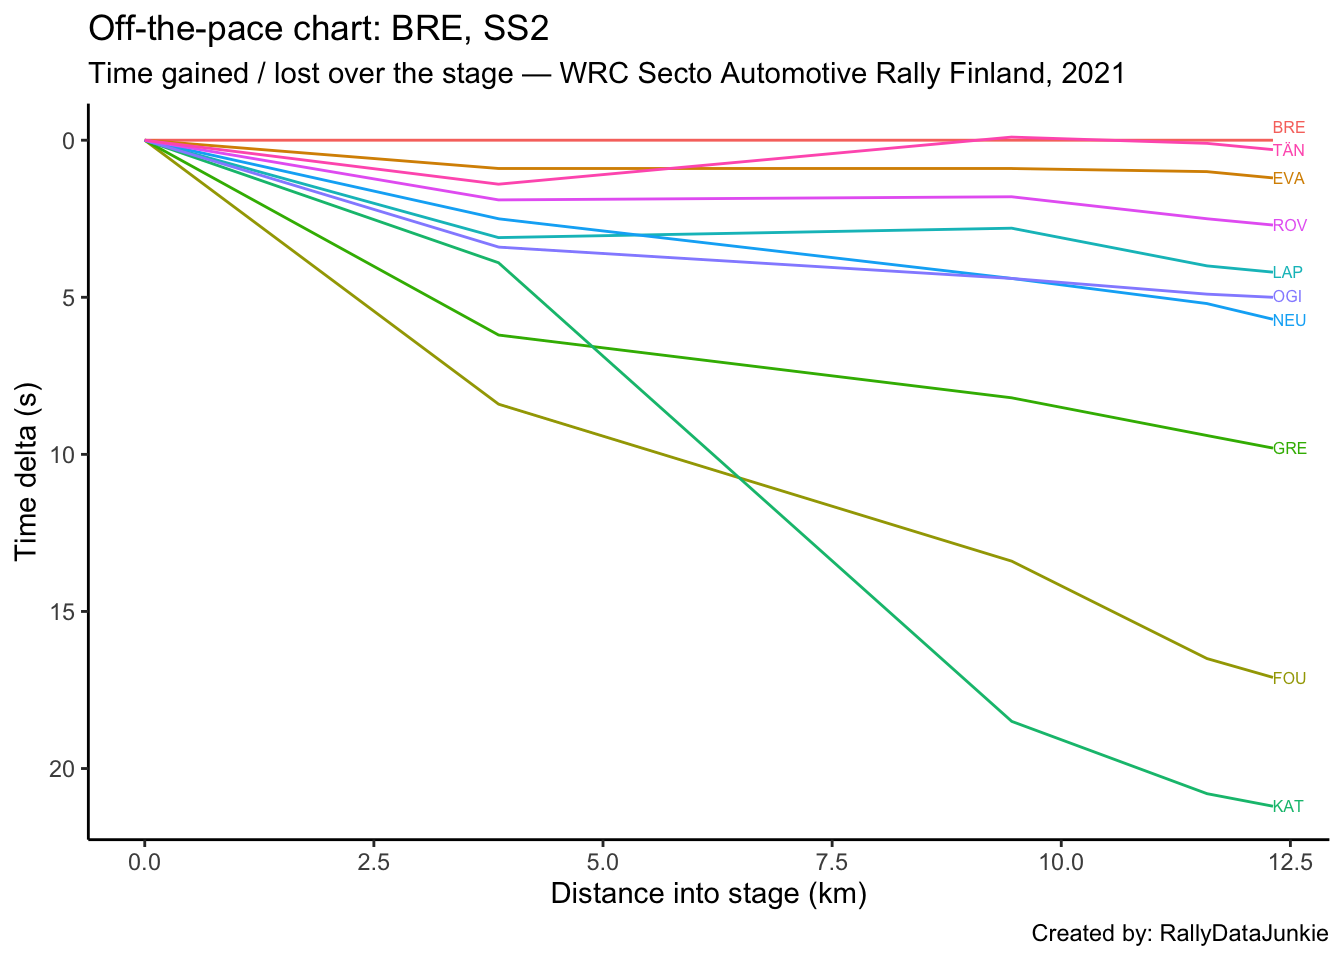 Off-the-pace chart: BRE, SS2
Time gained / lost over the stage — WRC Secto Automotive Rally Finland, 2021
BRE
0
TÄN
EVA
ROV
LAP
OGI
5
NEU
Time delta (s)
GRE
10
15
FOU
20
KAT
0.0 2.5 5.0 7.5 10.0 12.5
Distance into stage (km)
Created by: RallyDataJunkie